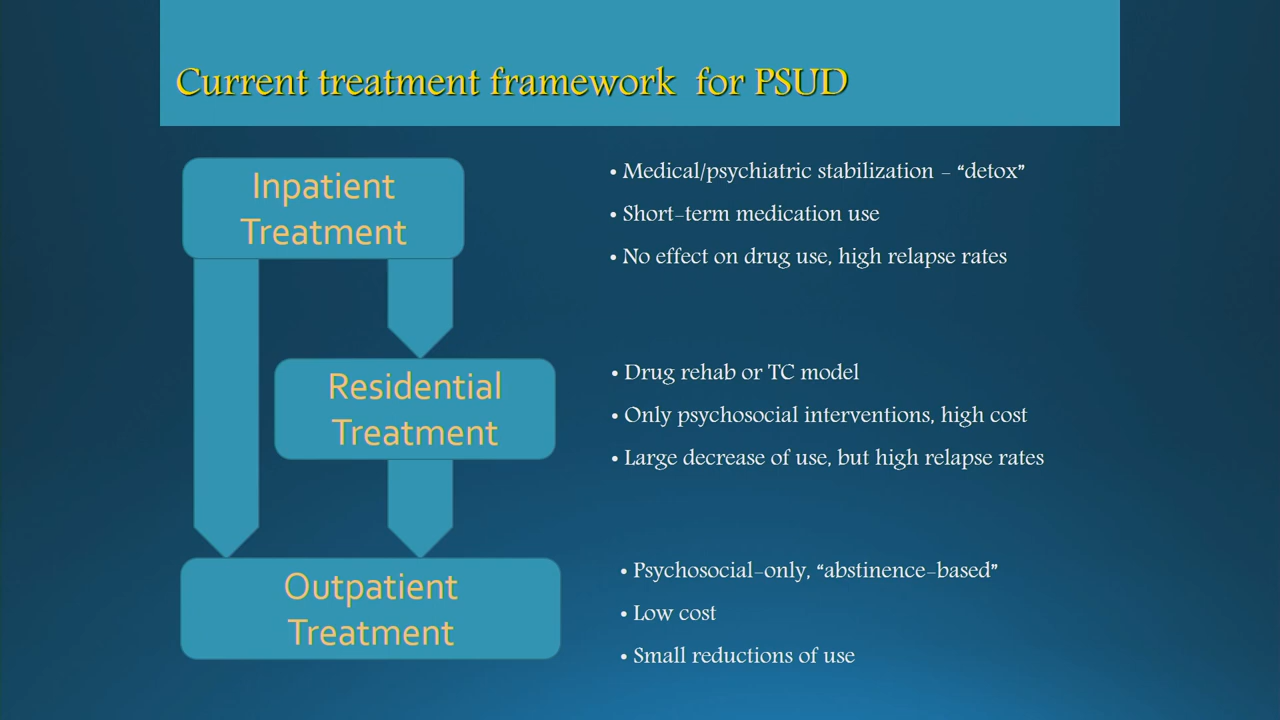 Current treatment framework for PSUD
Inpatient
Treatment
• Medical/psychiatric stabilization – “detox”
• Short-term medication use
• No effect on drug use, high relapse rates
Residential
Treatment
• Drug rehab or TC model
• Only psychosocial interventions, high cost
• Large decrease of use, but high relapse rates
Outpatient
Treatment
• Psychosocial-only, “abstinence-based”
• Low cost
• Small reductions of use